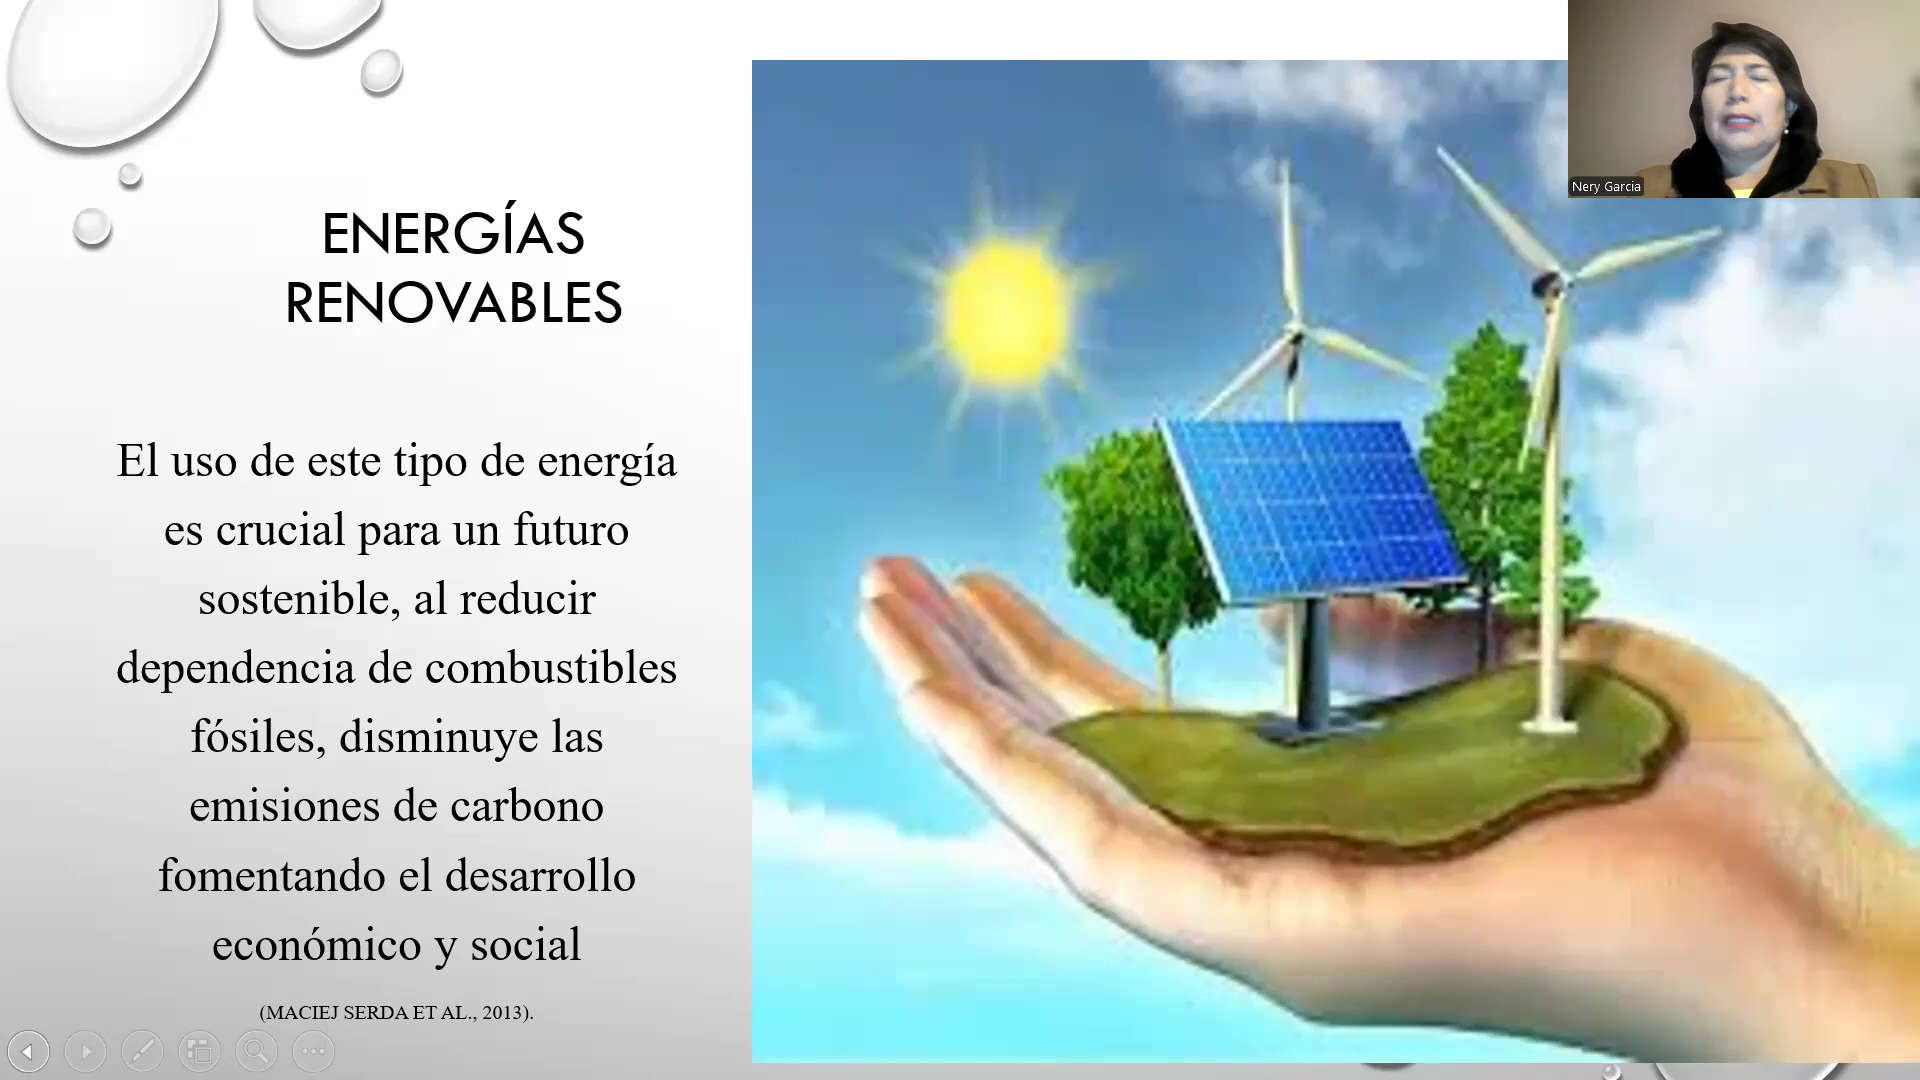 ENERGÍAS
RENOVABLES
El uso de este tipo de energía
es crucial para un futuro
sostenible, al reducir
dependencia de combustibles
fósiles, disminuye las
emisiones de carbono
fomentando el desarrollo
económico y social
(MACIEJ SERDA ET AL., 2013).
Nery Garcia